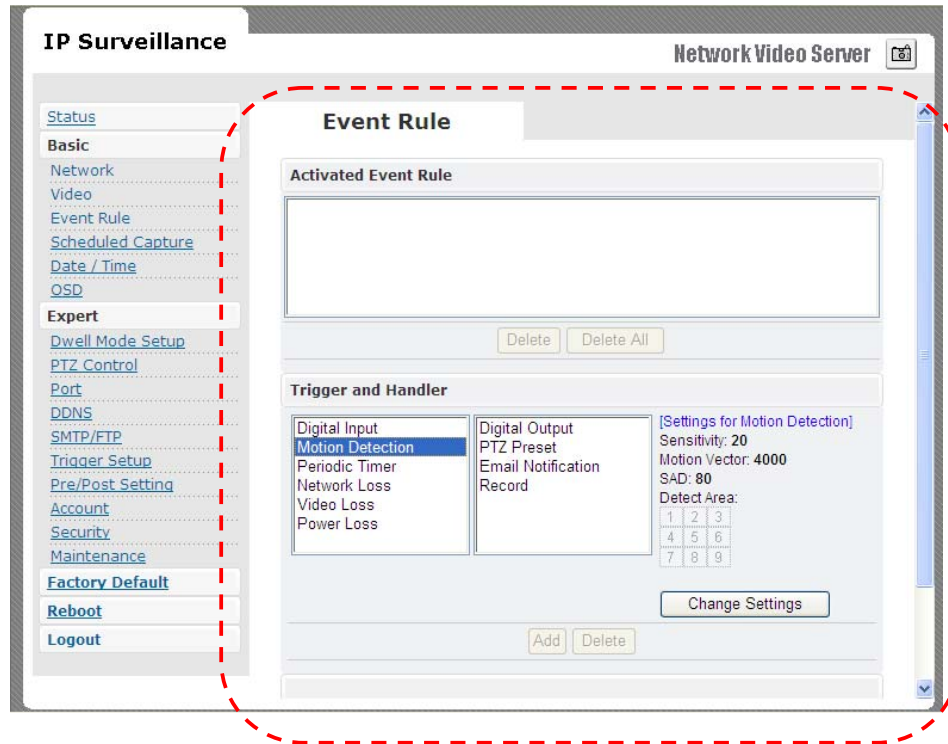 IP Surveillance
Network Video Server
Status
Basic
Network
Video
Event Rule
Scheduled Capture
Date / Time
OSD
Expert
Dwell Mode Setup
PTZ Control
Port
DDNS
SMTP/FTP
Trigger Setup
Pre/Post Setting
Account
Security
Maintenance
Factory Default
Reboot
Logout
Event Rule
Activated Event Rule
Delete Delete All
Trigger and Handler
Digital Input
Motion Detection
Periodic Timer
Network Loss
Video Loss
Power Loss
Digital Output
PTZ Preset
Email Notification
Record
[Settings for Motion Detection]
Sensitivity: 20
Motion Vector: 4000
SAD: 80
Detect Area:
1 2 3
4 5 6
7 8 9
Change Settings
Add Delete